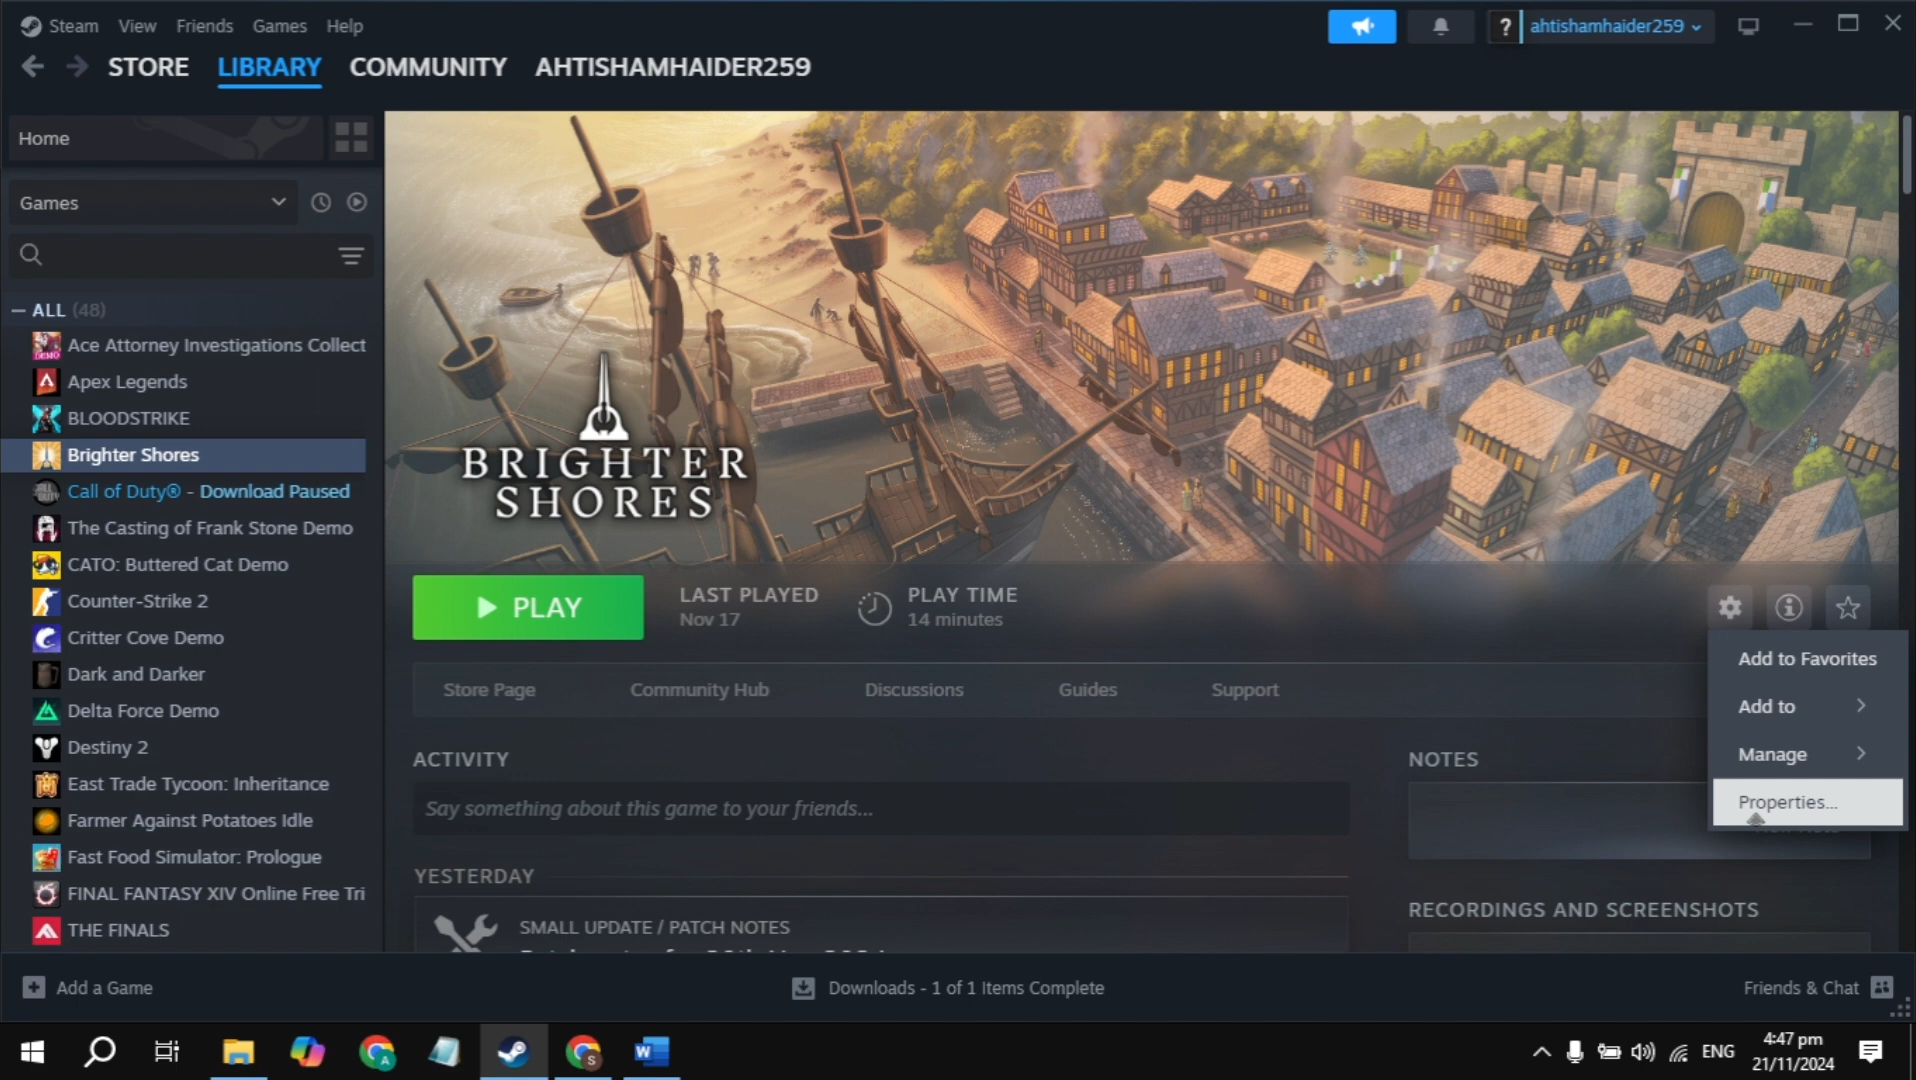 Steam View Friends Games Help
? ahtishamhaider259
STORE LIBRARY COMMUNITY AHTISHAMHAIDER259
Home
Games
ALL (48)
Ace Attorney Investigations Collect
Apex Legends
BLOODSTRIKE
Brighter Shores
Call of Duty® - Download Paused
The Casting of Frank Stone Demo
CATO: Buttered Cat Demo
Counter-Strike 2
Critter Cove Demo
Dark and Darker
Delta Force Demo
Destiny 2
East Trade Tycoon: Inheritance
Farmer Against Potatoes Idle
Fast Food Simulator: Prologue
FINAL FANTASY XIV Online Free Tri
THE FINALS
BRIGHTER
SHORES
PLAY
LAST PLAYED
Nov 17
PLAY TIME
14 minutes
Store Page Community Hub Discussions Guides Support
Add to Favorites
Add to
Manage
Properties...
ACTIVITY
Say something about this game to your friends...
YESTERDAY
SMALL UPDATE / PATCH NOTES
NOTES
RECORDINGS AND SCREENSHOTS
Add a Game
Downloads - 1 of 1 Items Complete
Friends & Chat
ENG
4:47 pm
21/11/2024